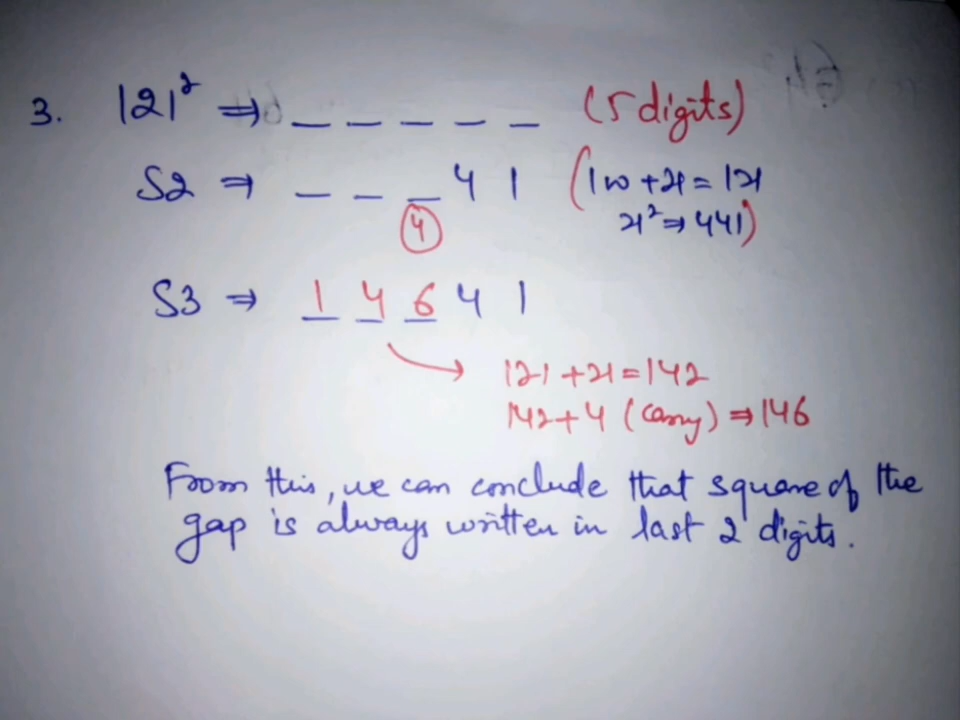 3. 121² ⇒ _ _ _ _ _ (5 digits)
S2 ⇒ _ _ _ 4 1 (100 + 21 = 121
④ 21² ⇒ 441)
S3 ⇒ 1 4 6 4 1
121 + 21 = 142
142 + 4 (carry) ⇒ 146
From this, we can conclude that square of the
gap is always written in last 2 digits.